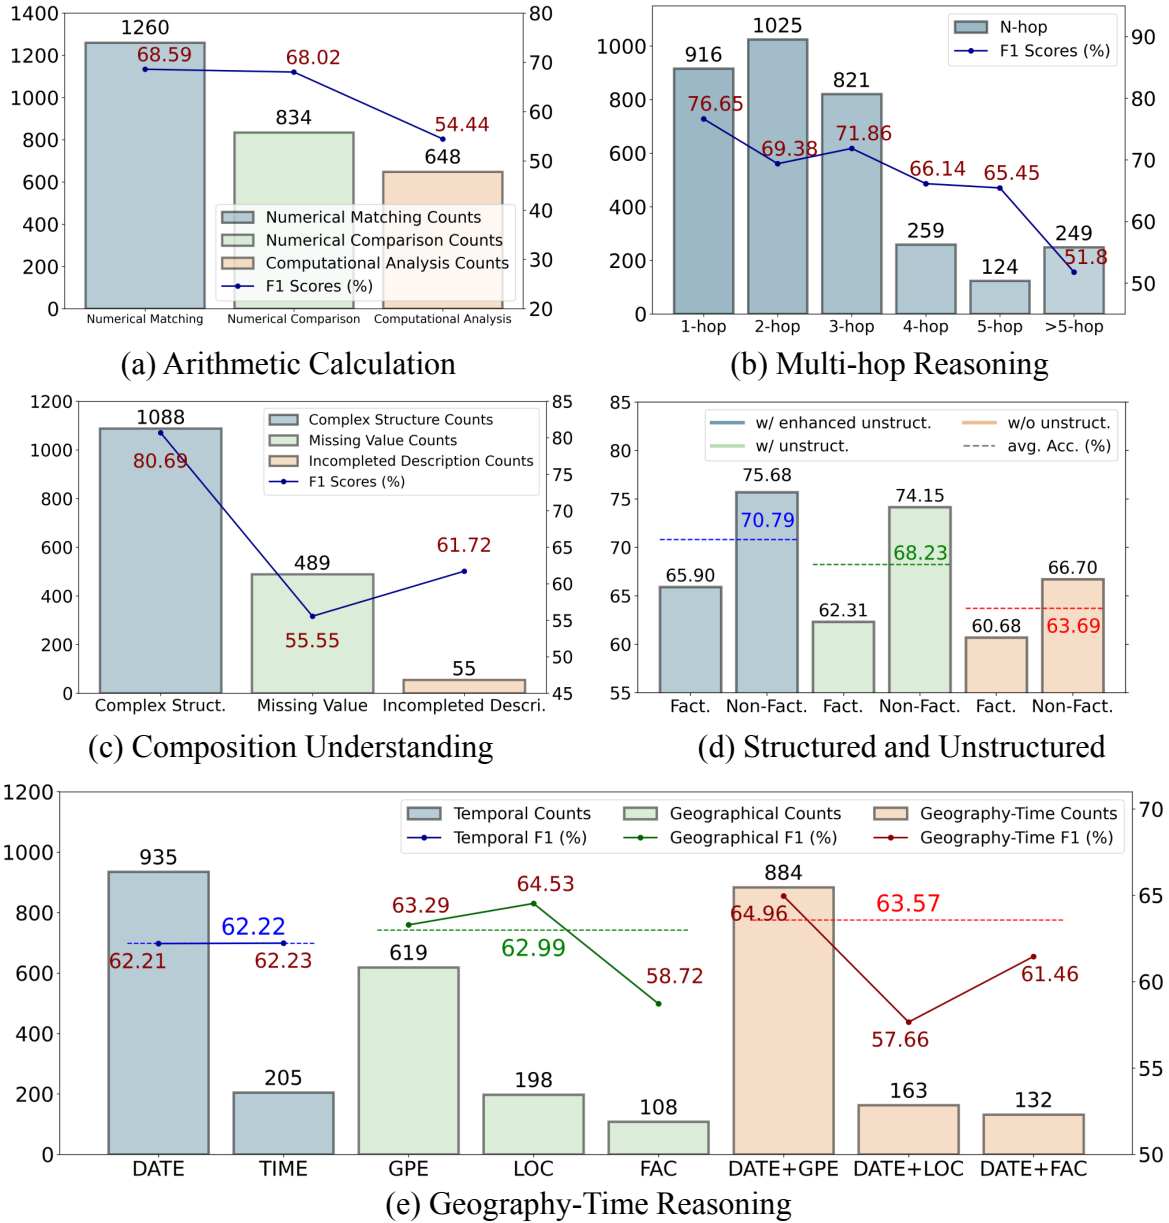 1400
1200
1000
800
600
400
200
0
80
70
60
50
40
30
20
1260
68.59
68.02
834
54.44
648
Numerical Matching Counts
Numerical Comparison Counts
Computational Analysis Counts
F1 Scores (%)
Numerical Matching
Numerical Comparison
Computational Analysis
(a) Arithmetic Calculation
1000
800
600
400
200
0
90
80
70
60
50
N-hop
F1 Scores (%)
916
1025
821
259
124
249
76.65
69.38
71.86
66.14
65.45
51.8
1-hop
2-hop
3-hop
4-hop
5-hop
>5-hop
(b) Multi-hop Reasoning
1200
1000
800
600
400
200
0
85
80
75
70
65
60
55
50
45
Complex Structure Counts
Missing Value Counts
Incompleted Description Counts
F1 Scores (%)
1088
80.69
489
55.55
61.72
55
Complex Struct.
Missing Value
Incompleted Descri.
(c) Composition Understanding
85
80
75
70
65
60
55
w/ enhanced unstruct.
w/ unstruct.
w/o unstruct.
avg. Acc. (%)
65.90
75.68
70.79
62.31
74.15
68.23
60.68
66.70
63.69
Fact.
Non-Fact.
Fact.
Non-Fact.
Fact.
Non-Fact.
(d) Structured and Unstructured
1200
1000
800
600
400
200
0
70
65
60
55
50
Temporal Counts
Temporal F1 (%)
Geographical Counts
Geographical F1 (%)
Geography-Time Counts
Geography-Time F1 (%)
935
62.22
62.21
62.23
205
63.29
64.53
62.99
619
58.72
198
108
884
64.96
63.57
57.66
61.46
163
132
DATE
TIME
GPE
LOC
FAC
DATE+GPE
DATE+LOC
DATE+FAC
(e) Geography-Time Reasoning